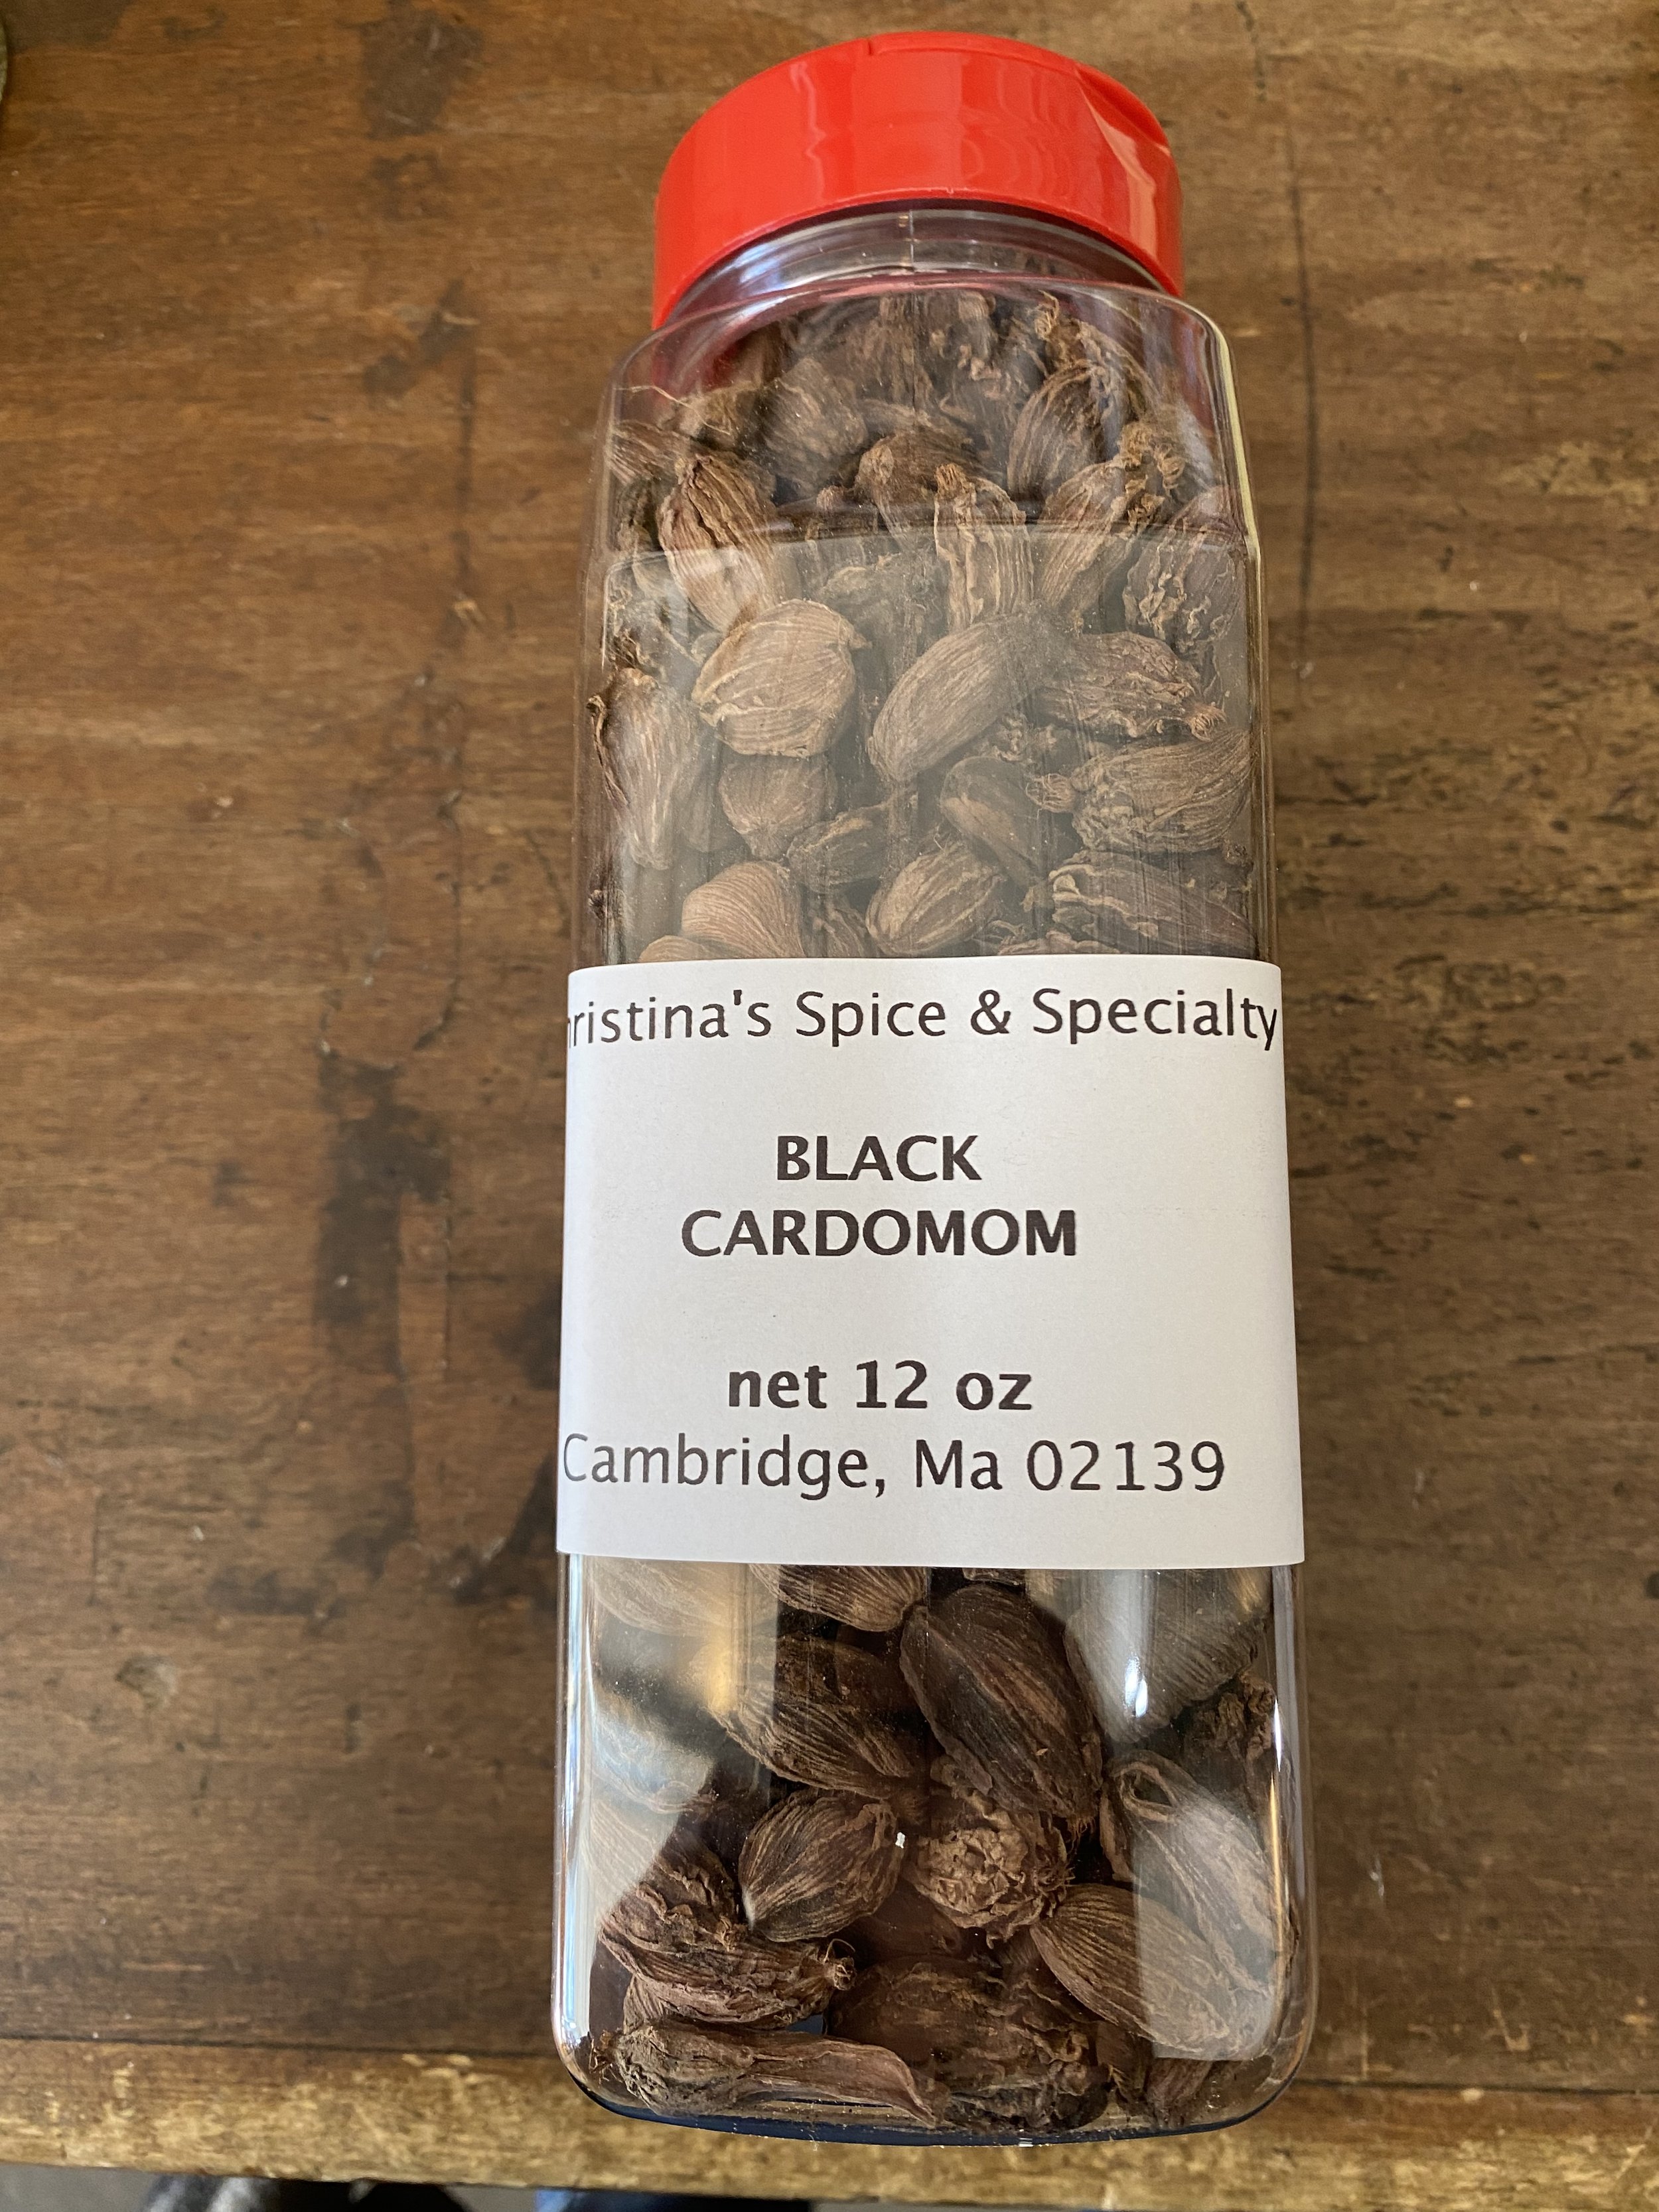 hristina's Spice & Specialty
BLACK
CARDOMOM
net 12 oz
Cambridge, Ma 02139